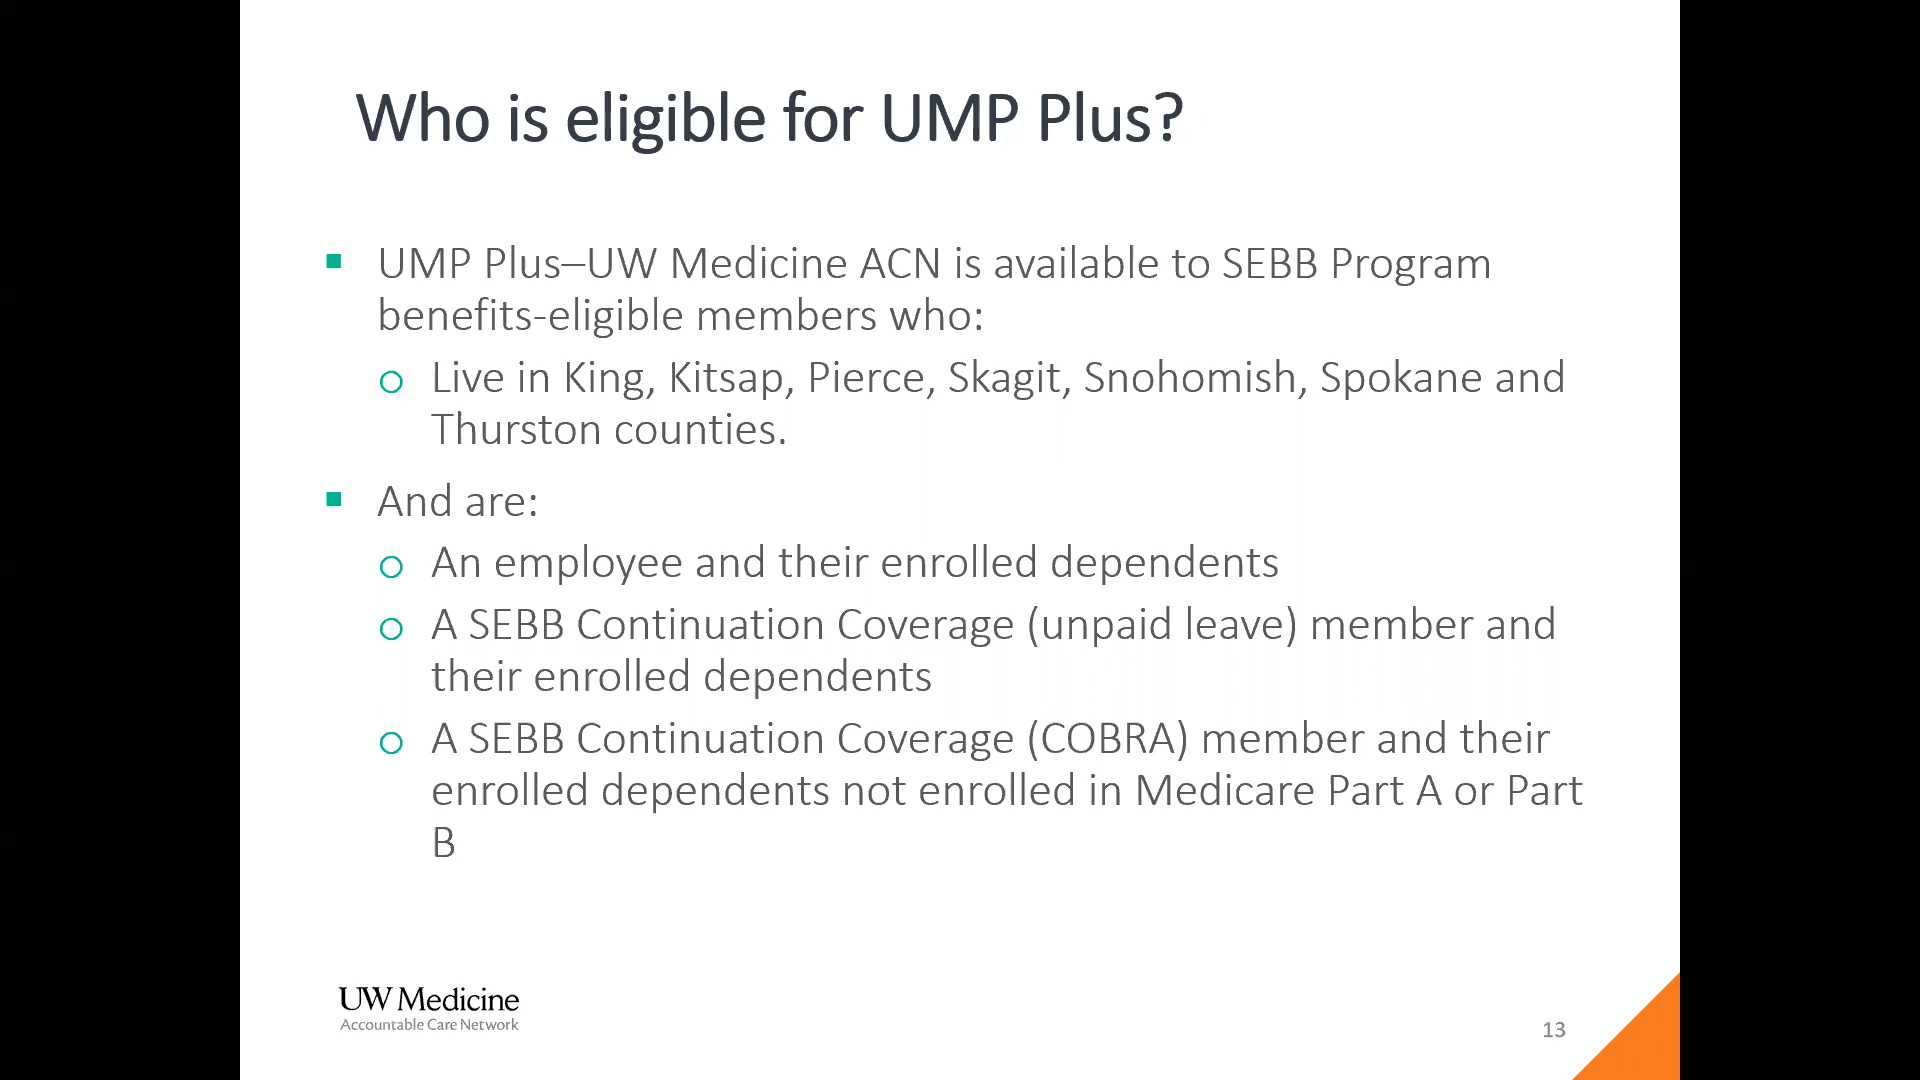 Who is eligible for UMP Plus?
▪ UMP Plus–UW Medicine ACN is available to SEBB Program
benefits-eligible members who:
o Live in King, Kitsap, Pierce, Skagit, Snohomish, Spokane and
Thurston counties.
▪ And are:
o An employee and their enrolled dependents
o A SEBB Continuation Coverage (unpaid leave) member and
their enrolled dependents
o A SEBB Continuation Coverage (COBRA) member and their
enrolled dependents not enrolled in Medicare Part A or Part
B
UW Medicine
Accountable Care Network
13